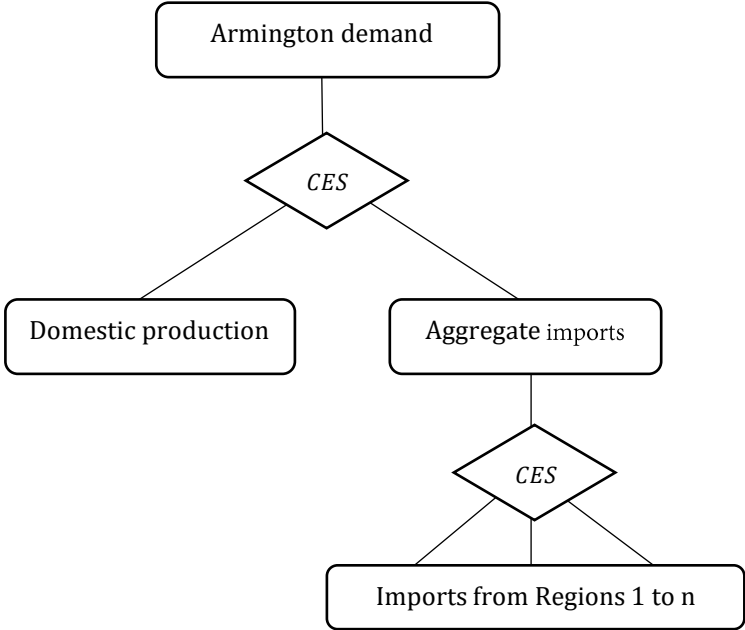 Armington demand
CES
Domestic production
Aggregate imports
CES
Imports from Regions 1 to n